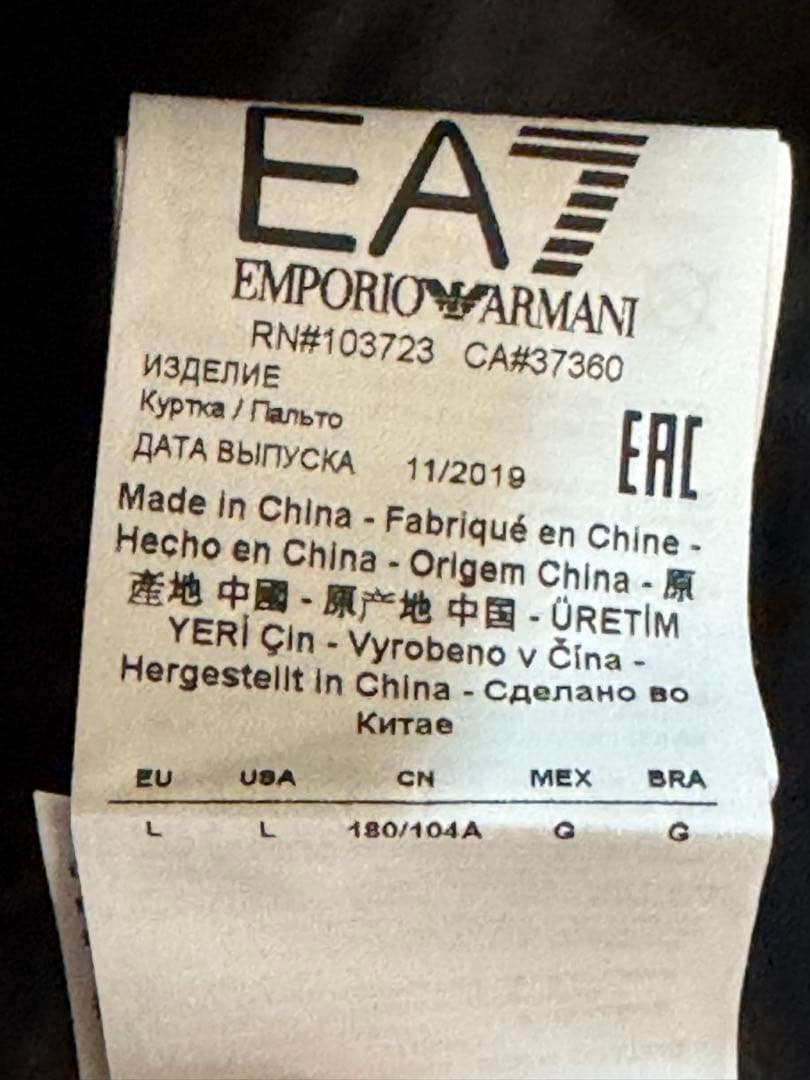 EA7
EMPORIO ARMANI
RN#103723 CA#37360
ИЗДЕЛИЕ
Куртка / Пальто
ДАТА ВЫПУСКА 11/2019
EAC
Made in China - Fabriqué en Chine -
Hecho en China - Origem China - 原
產地 中國 - 原产地 中国 - ÜRETİM
YERİ Çin - Vyrobeno v Čína -
Hergestellt in China - Сделано во
Китае
EU USA CN MEX BRA
L L 180/104A G G